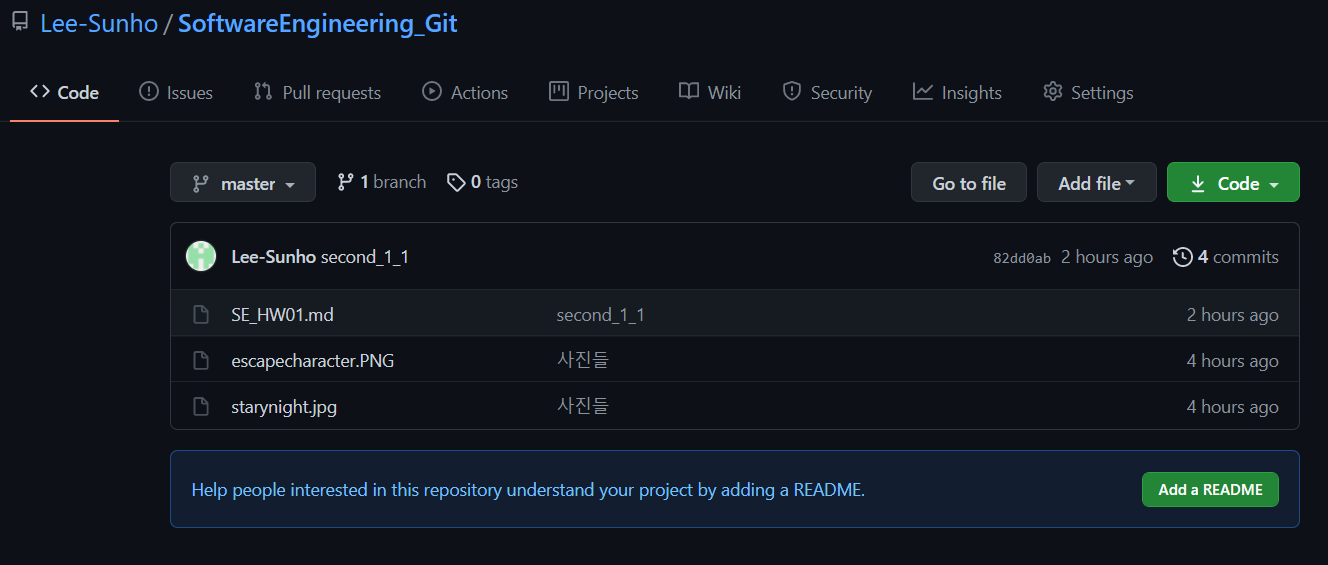 Lee-Sunho / SoftwareEngineering_Git
Code Issues Pull requests Actions Projects Wiki Security Insights Settings
master 1 branch 0 tags Go to file Add file Code
Lee-Sunho second_1_1 82dd0ab 2 hours ago 4 commits
SE_HW01.md second_1_1 2 hours ago
escapecharacter.PNG 사진들 4 hours ago
starynight.jpg 사진들 4 hours ago
Help people interested in this repository understand your project by adding a README. Add a README